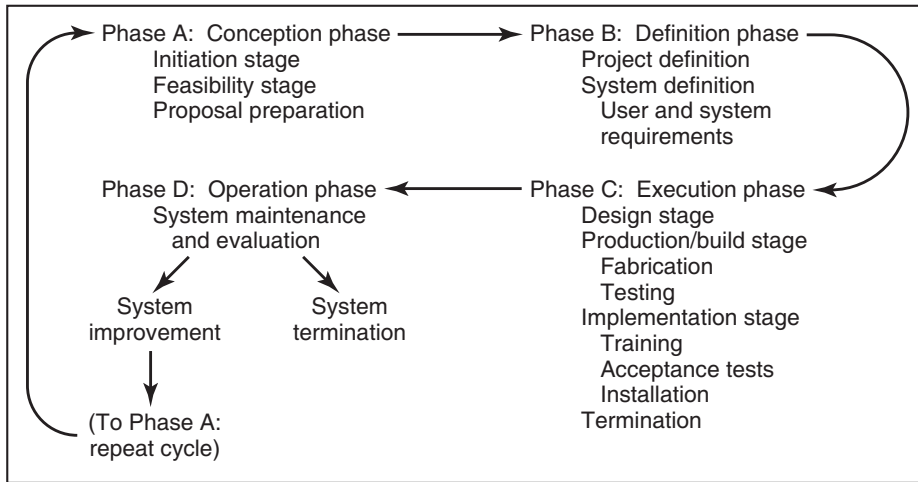 Phase A: Conception phase
Initiation stage
Feasibility stage
Proposal preparation
Phase B: Definition phase
Project definition
System definition
User and system
requirements
Phase C: Execution phase
Design stage
Production/build stage
Fabrication
Testing
Implementation stage
Training
Acceptance tests
Installation
Termination
Phase D: Operation phase
System maintenance
and evaluation
System
improvement
System
termination
(To Phase A:
repeat cycle)